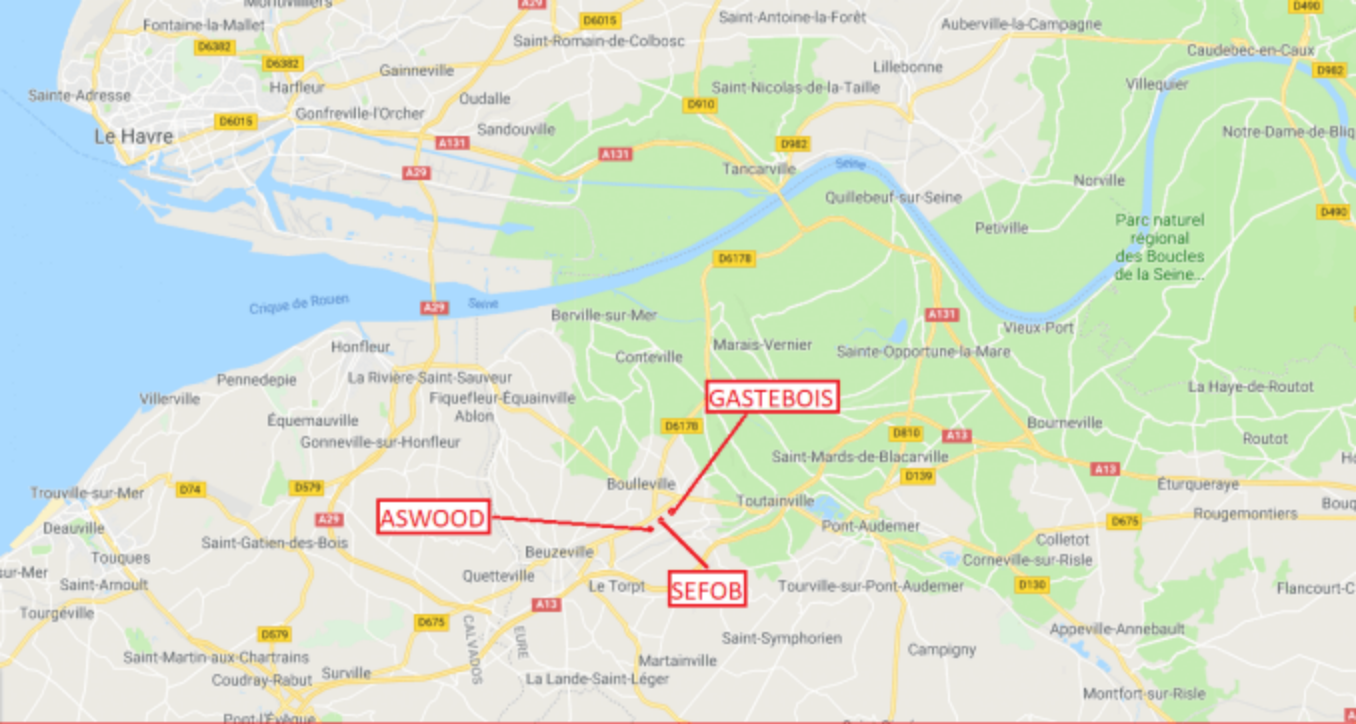 Montivilliers
A29
D6015
Saint-Antoine-la-Forêt
Auberville-la-Campagne
D490
Fontaine-la-Mallet
D6382
Saint-Romain-de-Colbosc
Caudebec-en-Caux
D6382
Gainneville
Lillebonne
D982
Sainte-Adresse
Harfleur
Oudalle
Saint-Nicolas-de-la-Taille
Villequier
D910
Gonfreville-l'Orcher
D6015
Le Havre
Sandouville
Notre-Dame-de-Bliq
A131
A131
D982
A29
Tancarville
Seine
Norville
Quillebeuf-sur-Seine
D490
Petiville
Parc naturel
régional
des Boucles
de la Seine...
D6178
Crique de Rouen
A29
Seine
Berville-sur-Mer
A131
Vieux-Port
Honfleur
Conteville
Marais-Vernier
Sainte-Opportune-la-Mare
Pennedepie
La Rivière-Saint-Sauveur
La Haye-de-Routot
Villerville
Fiquefleur-Équainville
GASTEBOIS
Ablon
Équemauville
D6178
Bourneville
Gonneville-sur-Honfleur
D810
A13
Routot
Saint-Mards-de-Blacarville
A13
D139
Boulleville
Éturqueraye
Trouville-sur-Mer
D74
D579
Toutainville
ASWOOD
A29
Rougemontiers
Bouq
Deauville
Pont-Audemer
D675
Saint-Gatien-des-Bois
Colletot
Touques
Beuzeville
Corneville-sur-Risle
sur-Mer
Quetteville
Saint-Arnoult
Le Torpt
SEFOB
Tourville-sur-Pont-Audemer
D130
Flancourt-C
Tourgéville
A13
D675
D579
CALVADOS
EURE
Saint-Symphorien
Appeville-Annebault
Campigny
Saint-Martin-aux-Chartrains
Martainville
Coudray-Rabut
Surville
La Lande-Saint-Léger
Montfort-sur-Risle
Pont-l'Évêque